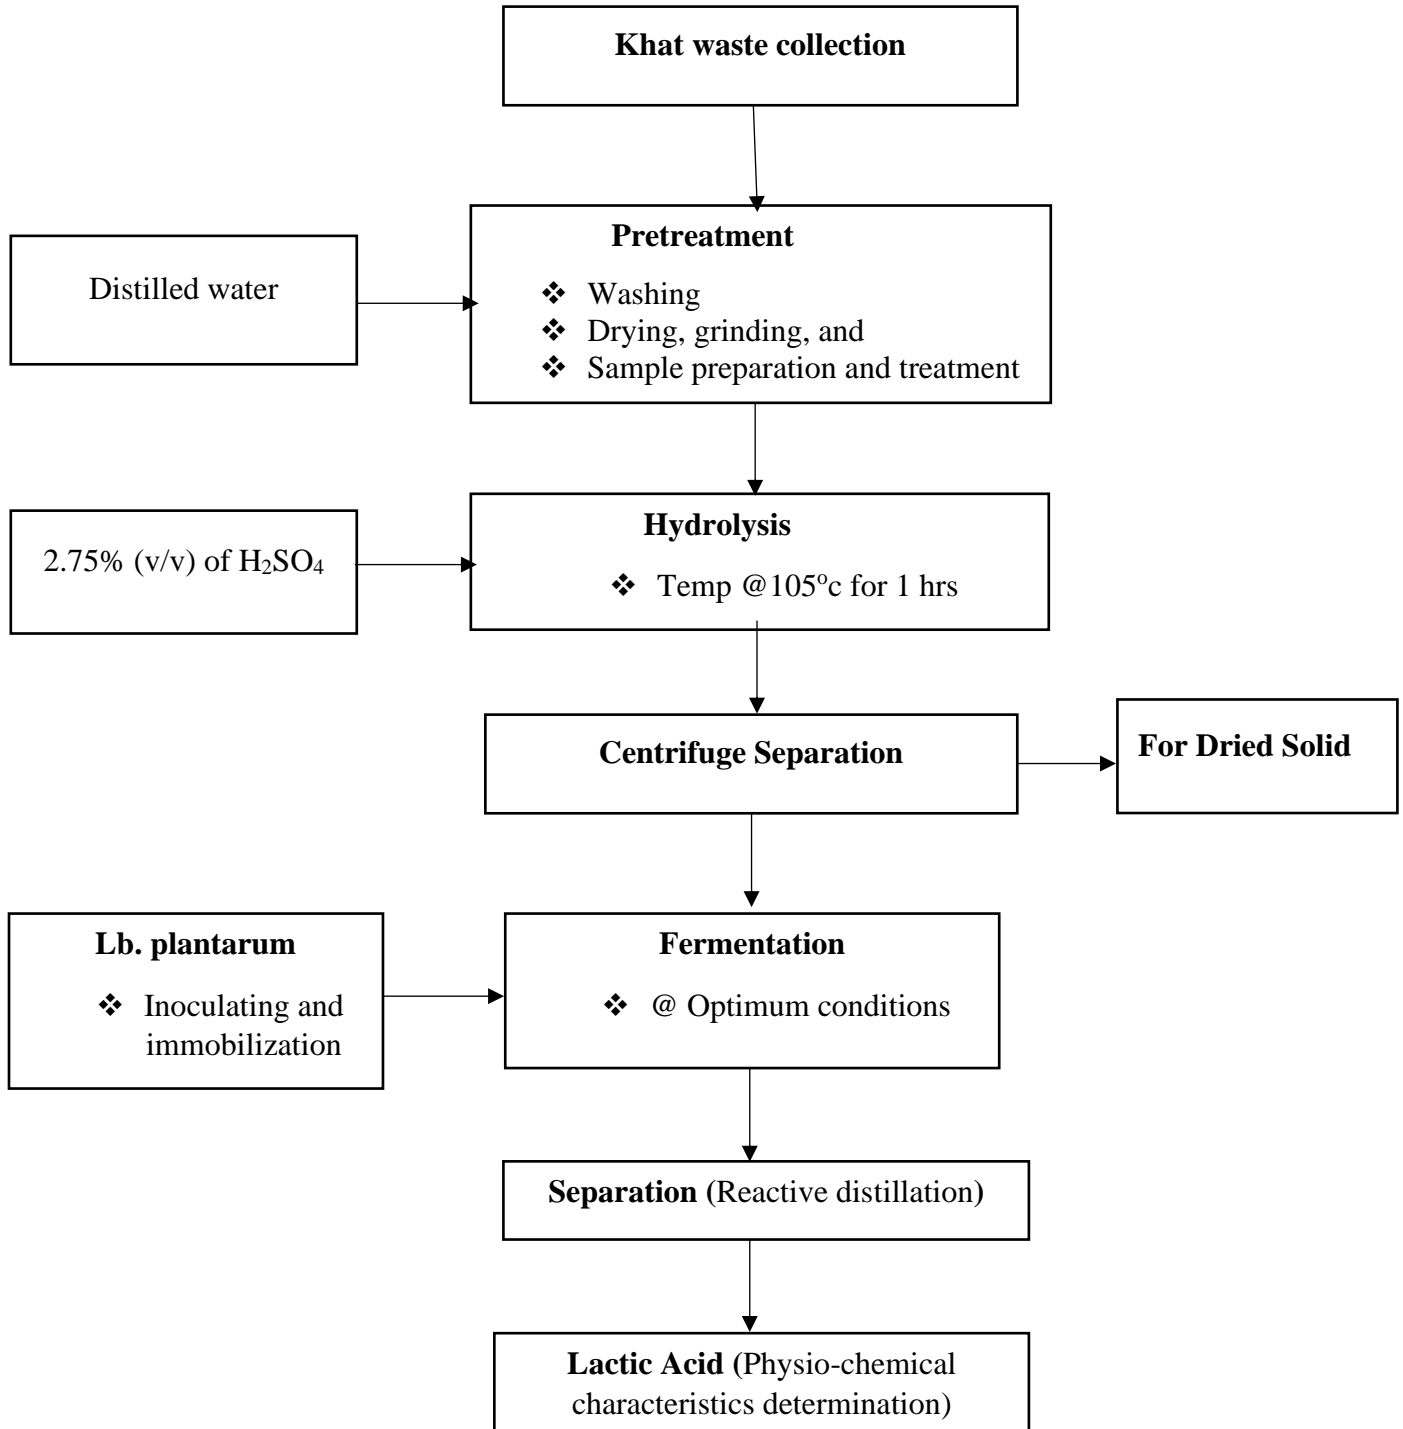 Khat waste collection
Distilled water
Pretreatment
❖ Washing
❖ Drying, grinding, and
❖ Sample preparation and treatment
2.75% (v/v) of H₂SO₄
Hydrolysis
❖ Temp @105°c for 1 hrs
Centrifuge Separation
For Dried Solid
Lb. plantarum
❖ Inoculating and
immobilization
Fermentation
❖ @ Optimum conditions
Separation (Reactive distillation)
Lactic Acid (Physio-chemical
characteristics determination)